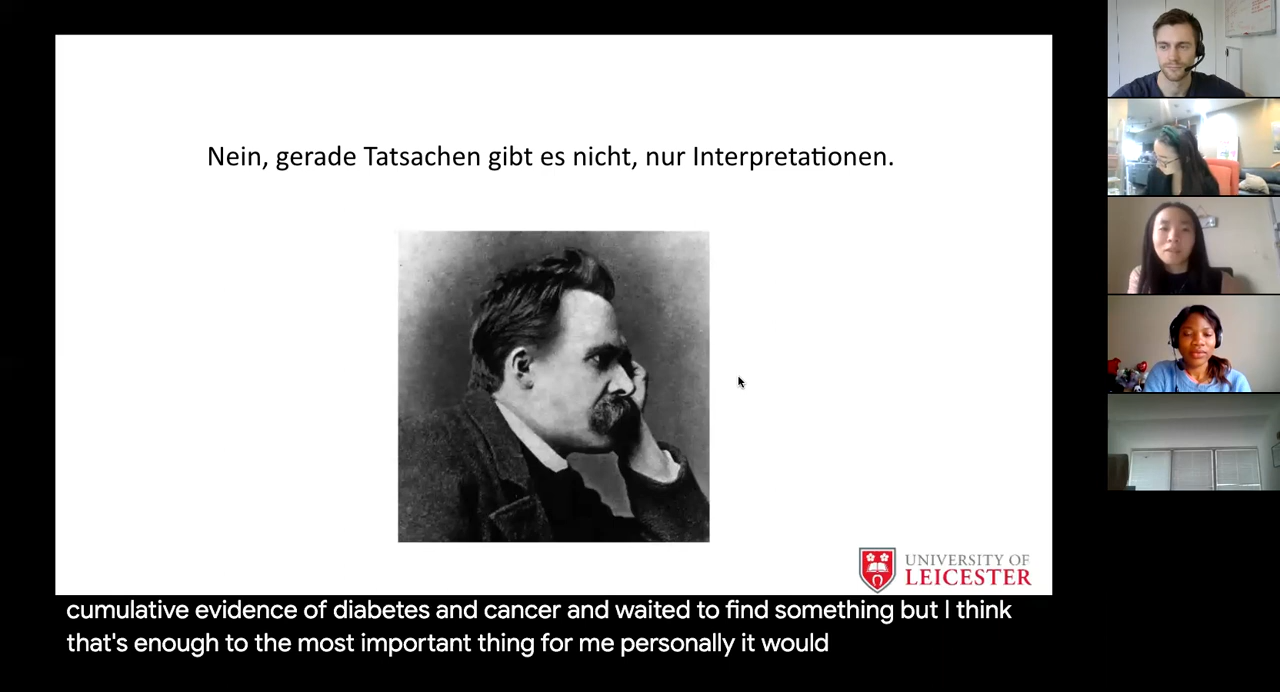 Nein, gerade Tatsachen gibt es nicht, nur Interpretationen.
UNIVERSITY OF
LEICESTER
cumulative evidence of diabetes and cancer and waited to find something but I think
that's enough to the most important thing for me personally it would